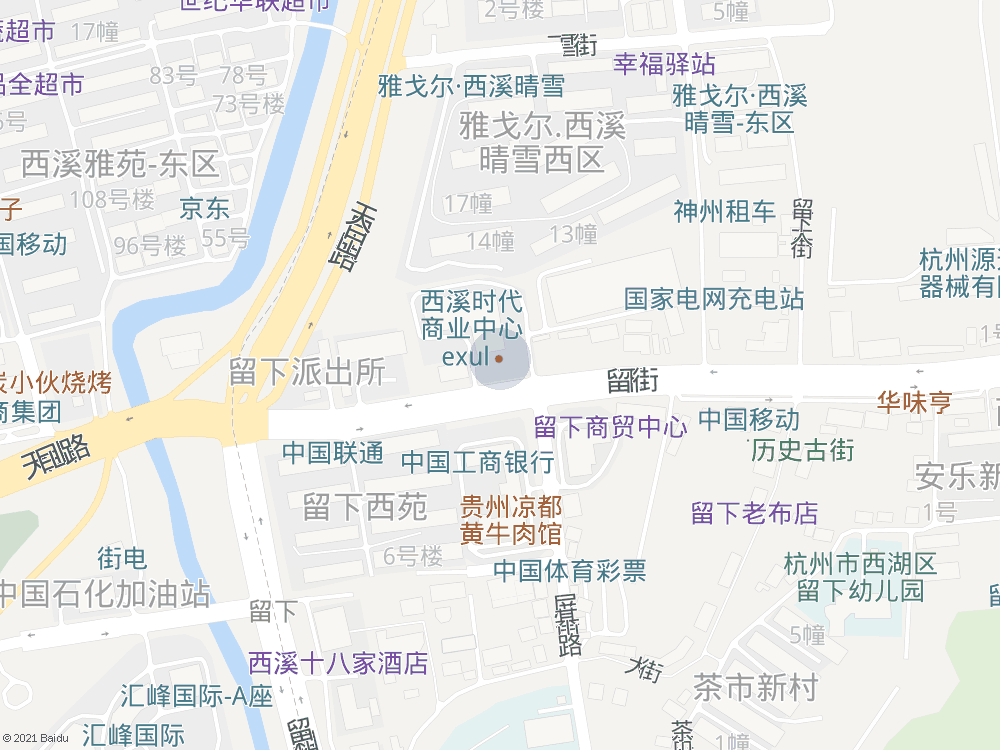 世纪华联超市
2号楼
5幢
超市
17幢
雪街
83号
78号
幸福驿站
全超市
73号楼
雅戈尔·西溪晴雪
雅戈尔·西溪
晴雪-东区
5号
雅戈尔.西溪
晴雪西区
西溪雅苑-东区
108号楼
17幢
子
京东
天目山路
神州租车
留下街
国移动
96号楼
55号
14幢
13幢
杭州源
器械有
西溪时代
商业中心
国家电网充电站
exul
1号
留下派出所
留街
小伙烧烤
商集团
华味亨
天目山路
留下商贸中心
中国移动
中国联通
中国工商银行
历史古街
安乐新
留下西苑
贵州凉都
黄牛肉馆
留下老布店
1号
6号楼
街电
中国体育彩票
杭州市西湖区
留下幼儿园
留
中国石化加油站
留下
屏基路
5幢
西溪十八家酒店
大街
汇峰国际-A座
茶市新村
汇峰国际
留
茶市
1幢
© 2021 Baidu